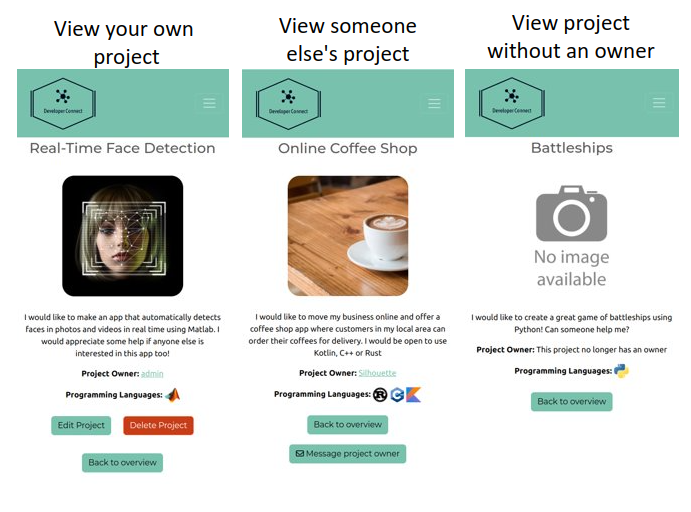 View your own
project
Developer Connect
Real-Time Face Detection
I would like to make an app that automatically detects
faces in photos and videos in real time using Matlab. I
would appreciate some help if anyone else is
interested in this app too!
Project Owner: admin
Programming Languages:
Edit Project
Delete Project
Back to overview
View someone
else's project
Developer Connect
Online Coffee Shop
I would like to move my business online and offer a
coffee shop app where customers in my local area can
order their coffees for delivery. I would be open to use
Kotlin, C++ or Rust
Project Owner: Silhouette
Programming Languages: R C
Back to overview
Message project owner
View project
without an owner
Developer Connect
Battleships
No image
available
I would like to create a great game of battleships using
Python! Can someone help me?
Project Owner: This project no longer has an owner
Programming Languages:
Back to overview